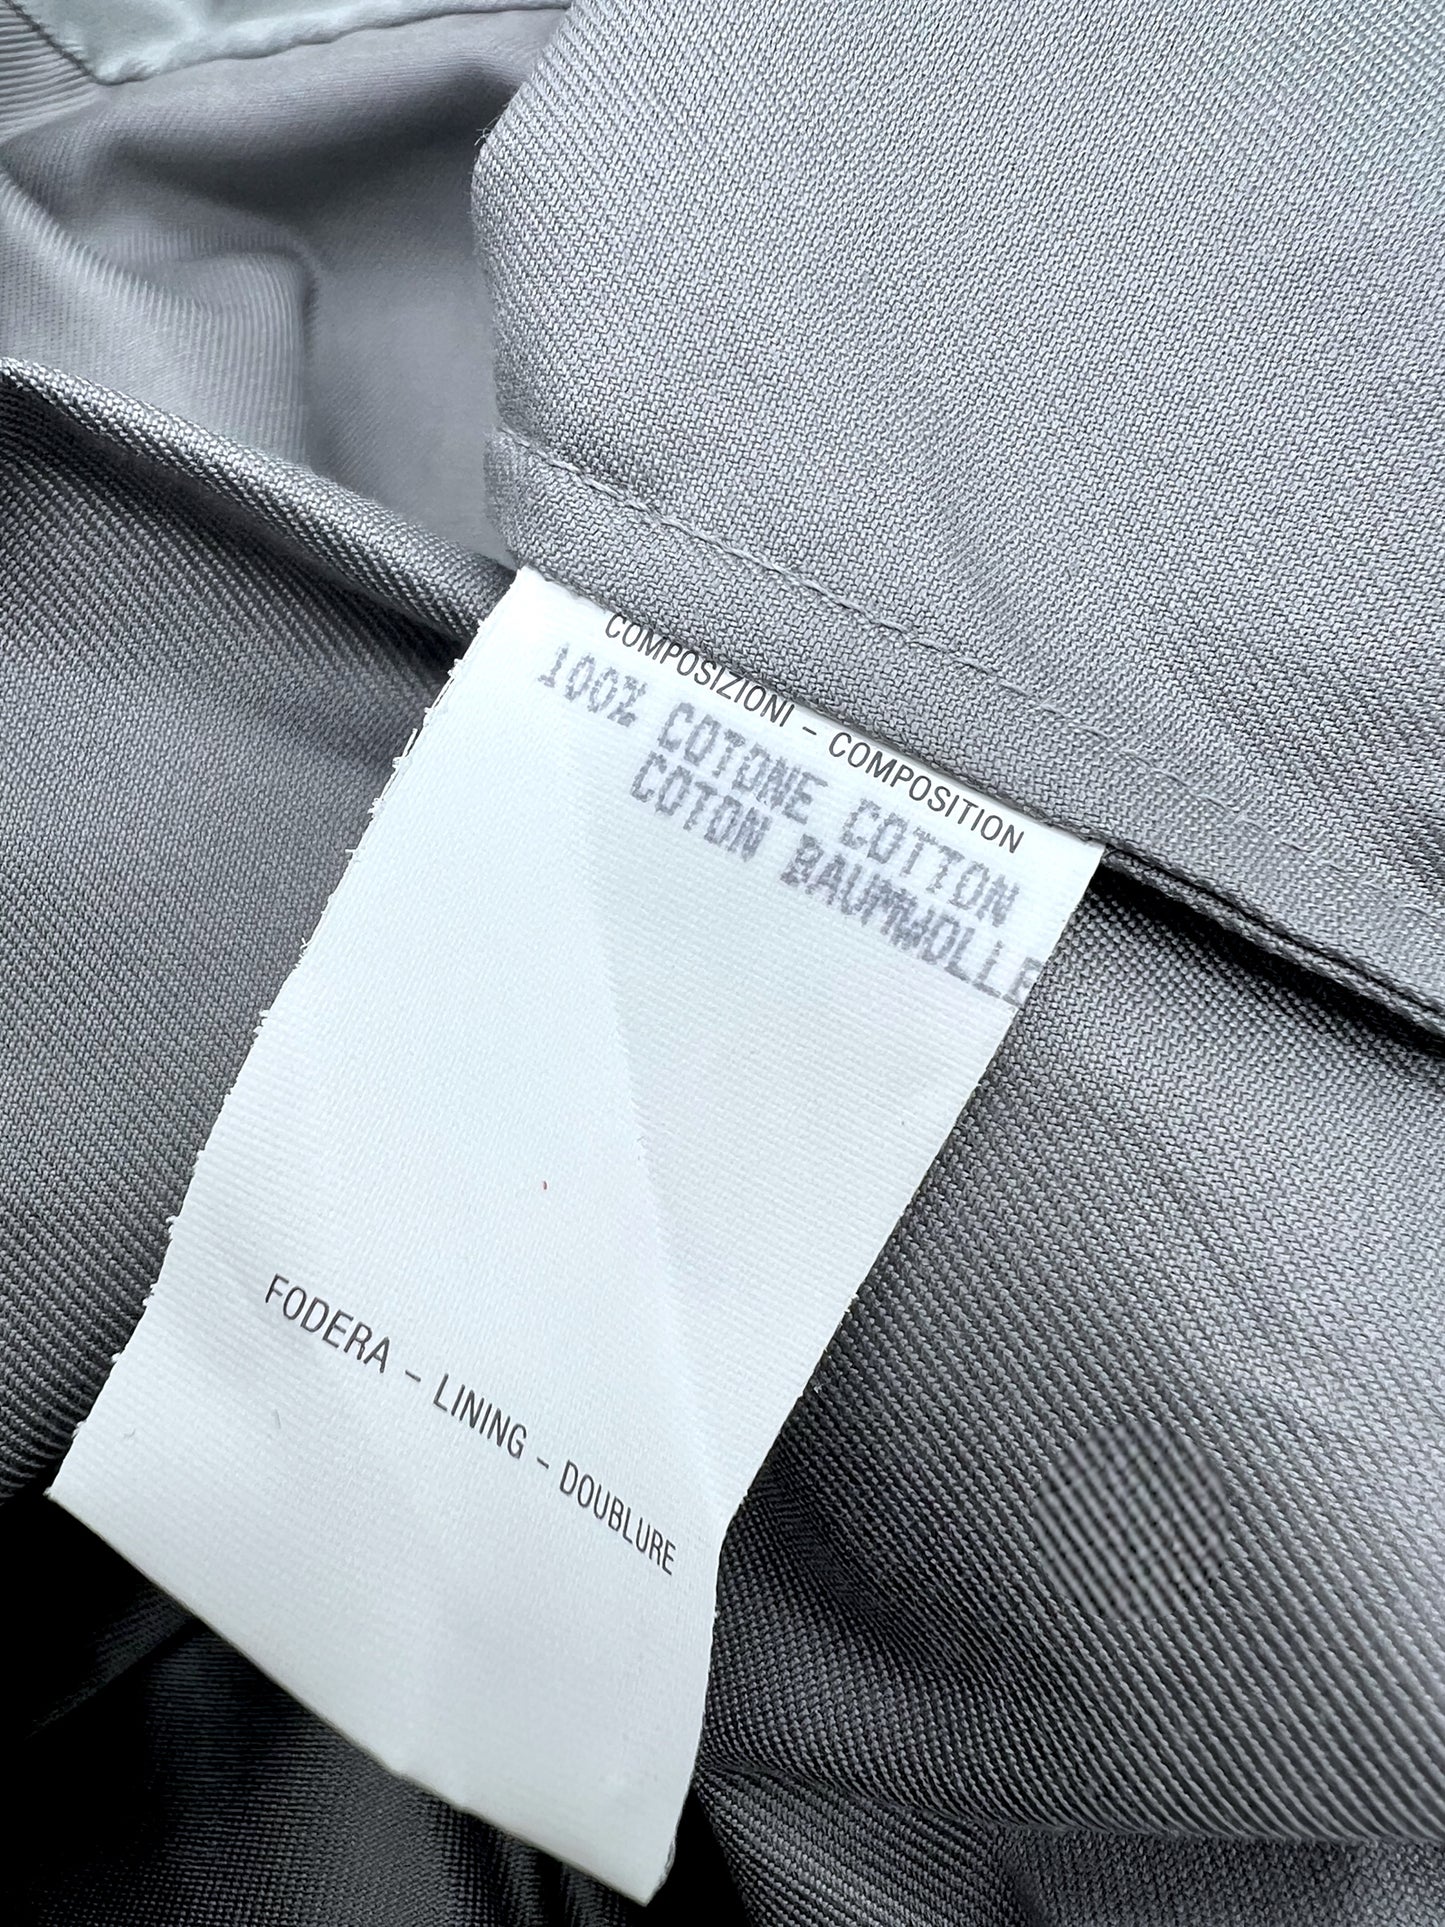 COMPOSIZIONI - COMPOSITION
100% COTONE COTTON
COTON BAUMWOLLE
FODERA - LINING - DOUBLURE